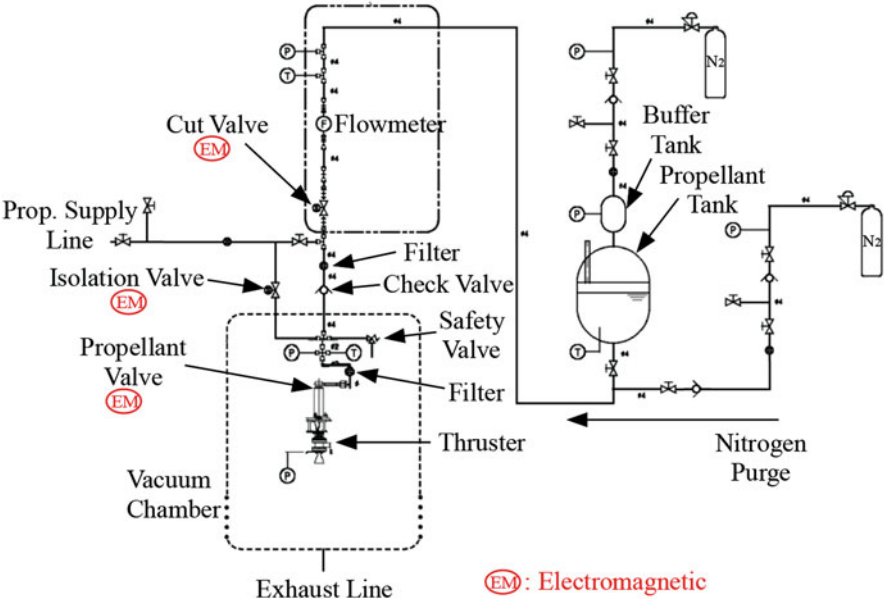 P
T
F
Flowmeter
Cut Valve
EM
Prop. Supply
Line
Isolation Valve
EM
Filter
Check Valve
Safety
Valve
P
T
Propellant
Valve
EM
Filter
Thruster
P
Vacuum
Chamber
Exhaust Line
P
N2
Buffer
Tank
Propellant
Tank
P
P
N2
T
Nitrogen
Purge
EM : Electromagnetic